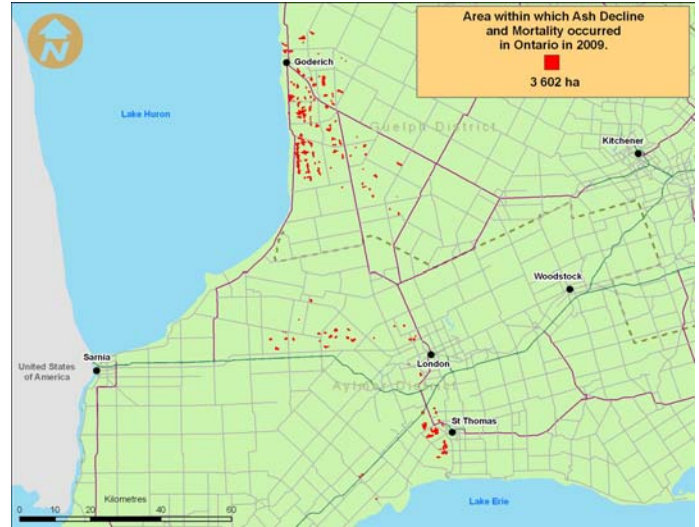 N
Area within which Ash Decline
and Mortality occurred
in Ontario in 2009.
3 602 ha
Goderich
Lake Huron
Guelph District
Kitchener
Woodstock
Sarnia
United States
of America
London
Aylmer District
St Thomas
Kilometres
0 20 40 60
Lake Erie